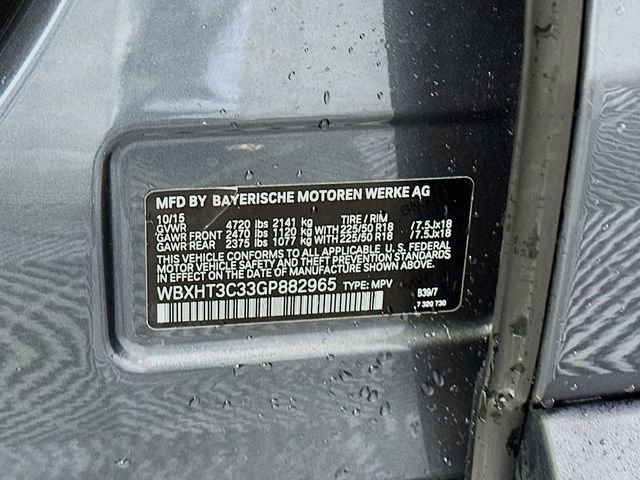 MFD BY BAYERISCHE MOTOREN WERKE AG
10/15 TIRE / RIM
GVWR 4720 lbs 2141 kg
GAWR FRONT 2470 lbs 1120 kg WITH 225/50 R18 /7.5Jx18
GAWR REAR 2375 lbs 1077 kg WITH 225/50 R18 /7.5Jx18
THIS VEHICLE CONFORMS TO ALL APPLICABLE U. S. FEDERAL
MOTOR VEHICLE SAFETY AND THEFT PREVENTION STANDARDS
IN EFFECT ON THE DATE OF MANUFACTURE SHOWN ABOVE.
WBXHT3C33GP882965 TYPE: MPV
B39/7
7 320 730